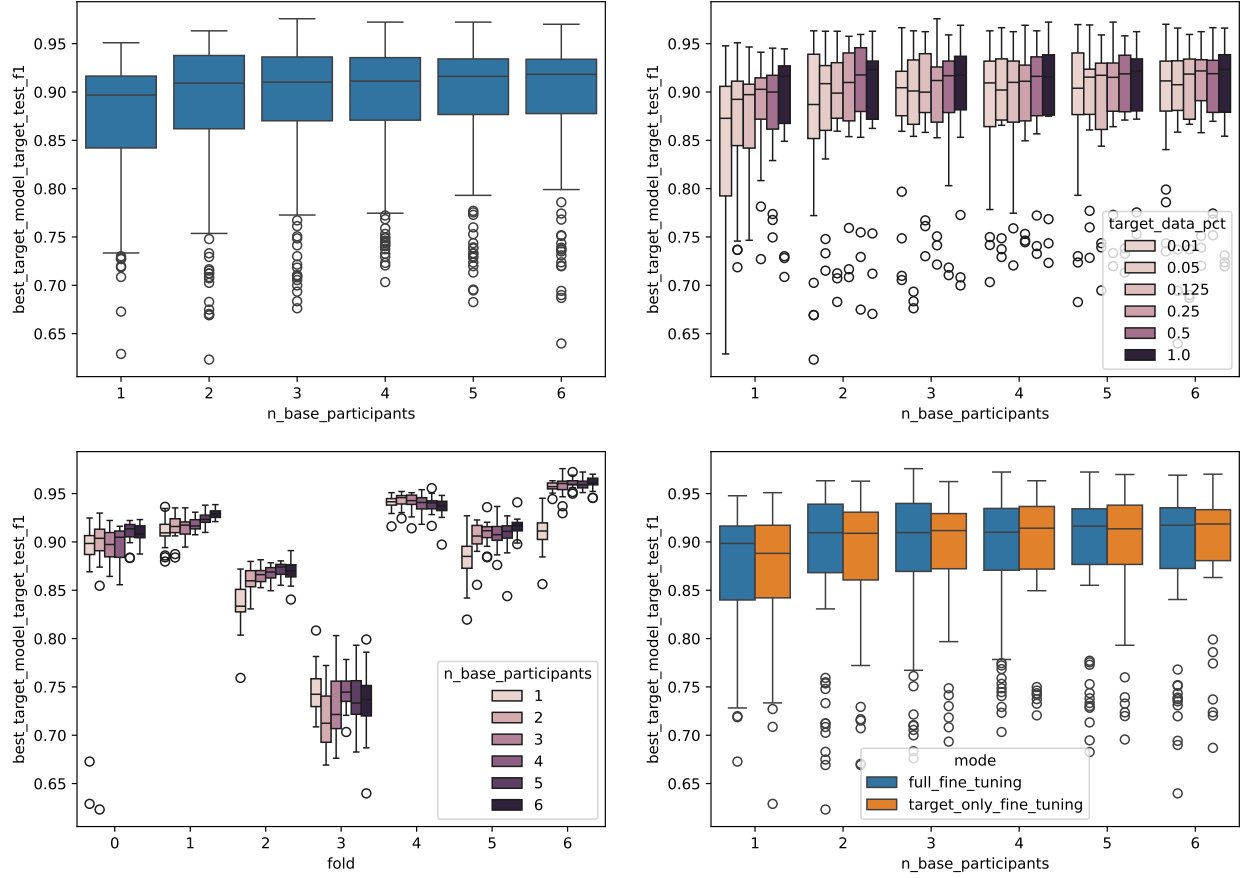 best_target_model_target_test_f1
0.95
0.90
0.85
0.80
0.75
0.70
0.65
1 2 3 4 5 6
n_base_participants
best_target_model_target_test_f1
0.95
0.90
0.85
0.80
0.75
0.70
0.65
target_data_pct
0.01
0.05
0.125
0.25
0.5
1.0
1 2 3 4 5 6
n_base_participants
best_target_model_target_test_f1
0.95
0.90
0.85
0.80
0.75
0.70
0.65
n_base_participants
1
2
3
4
5
6
0 1 2 3 4 5 6
fold
best_target_model_target_test_f1
0.95
0.90
0.85
0.80
0.75
0.70
0.65
mode
full_fine_tuning
target_only_fine_tuning
1 2 3 4 5 6
n_base_participants